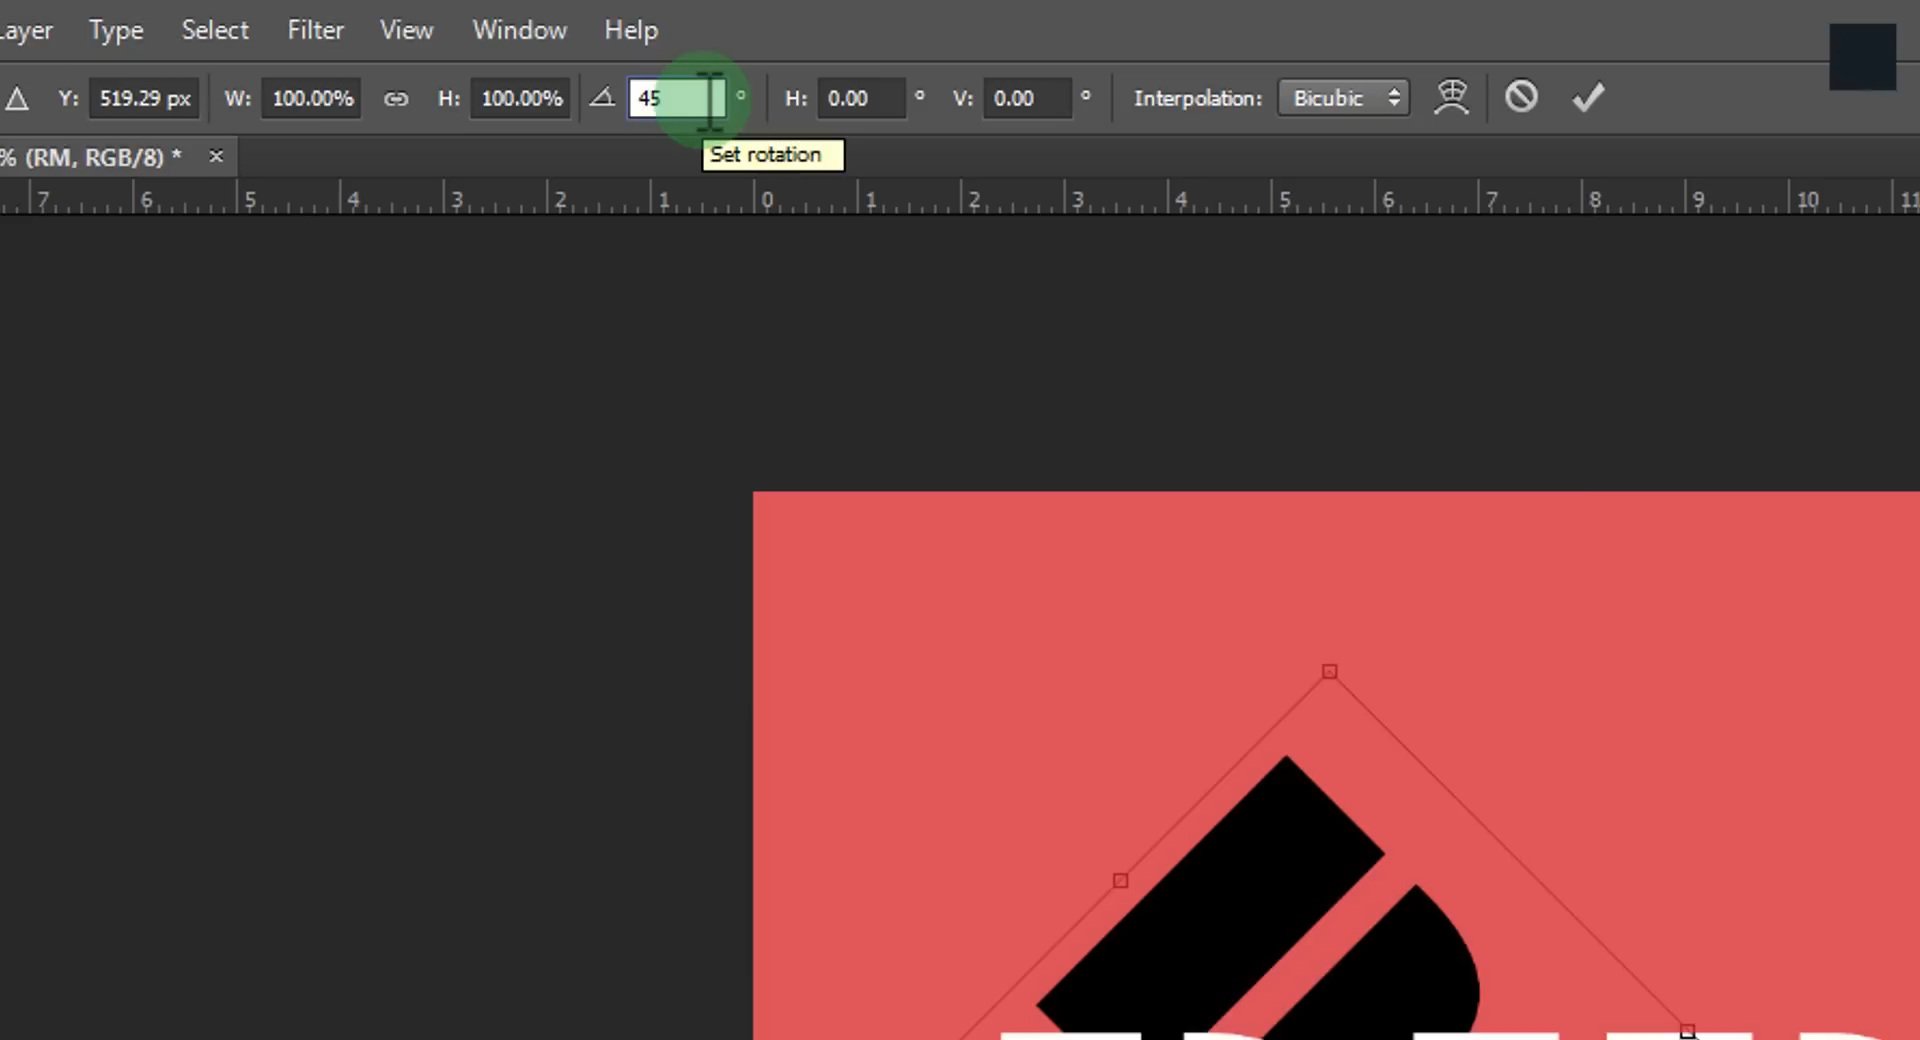 Layer Type Select Filter View Window Help
Y: 519.29 px W: 100.00% H: 100.00% 45 ° H: 0.00 ° V: 0.00 ° Interpolation: Bicubic
% (RM, RGB/8) * ×
Set rotation
7 6 5 4 3 2 1 0 1 2 3 4 5 6 7 8 9 10 11